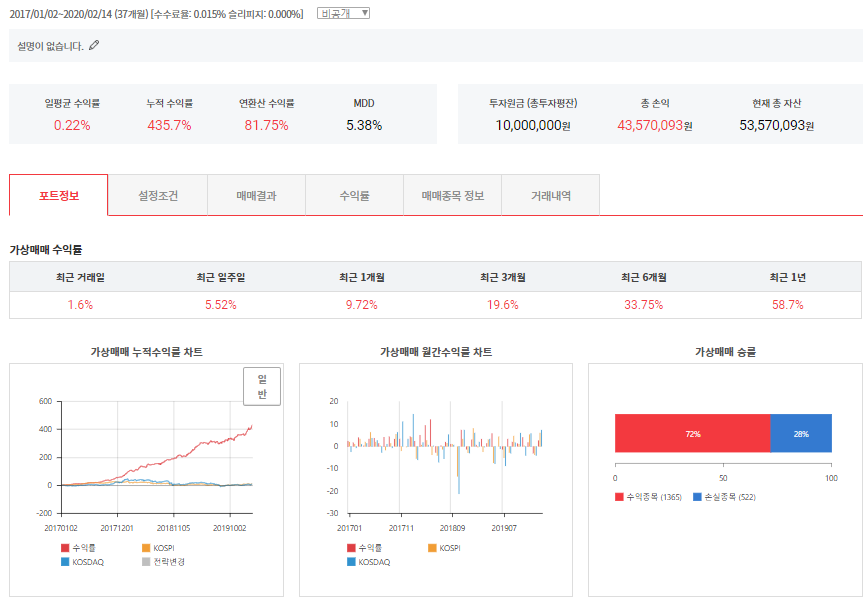 2017/01/02~2020/02/14 (37개월) [수수료율: 0.015% 슬리피지: 0.000%] 비공개
설명이 없습니다.
일평균 수익률 누적 수익률 연환산 수익률 MDD 투자원금 (총투자평잔) 총 손익 현재 총 자산
0.22% 435.7% 81.75% 5.38% 10,000,000원 43,570,093원 53,570,093원
포트정보 설정조건 매매결과 수익률 매매종목 정보 거래내역
가상매매 수익률
최근 거래일 최근 일주일 최근 1개월 최근 3개월 최근 6개월 최근 1년
1.6% 5.52% 9.72% 19.6% 33.75% 58.7%
가상매매 누적수익률 차트 가상매매 월간수익률 차트 가상매매 승률
일
반
600
400
200
0
-200
20170102 20171201 20181105 20191002
수익률 KOSPI
KOSDAQ 전략변경
20
10
0
-10
-20
-30
201701 201711 201809 201907
수익률 KOSPI
KOSDAQ
72% 28%
0 50 100
수익종목 (1365) 손실종목 (522)